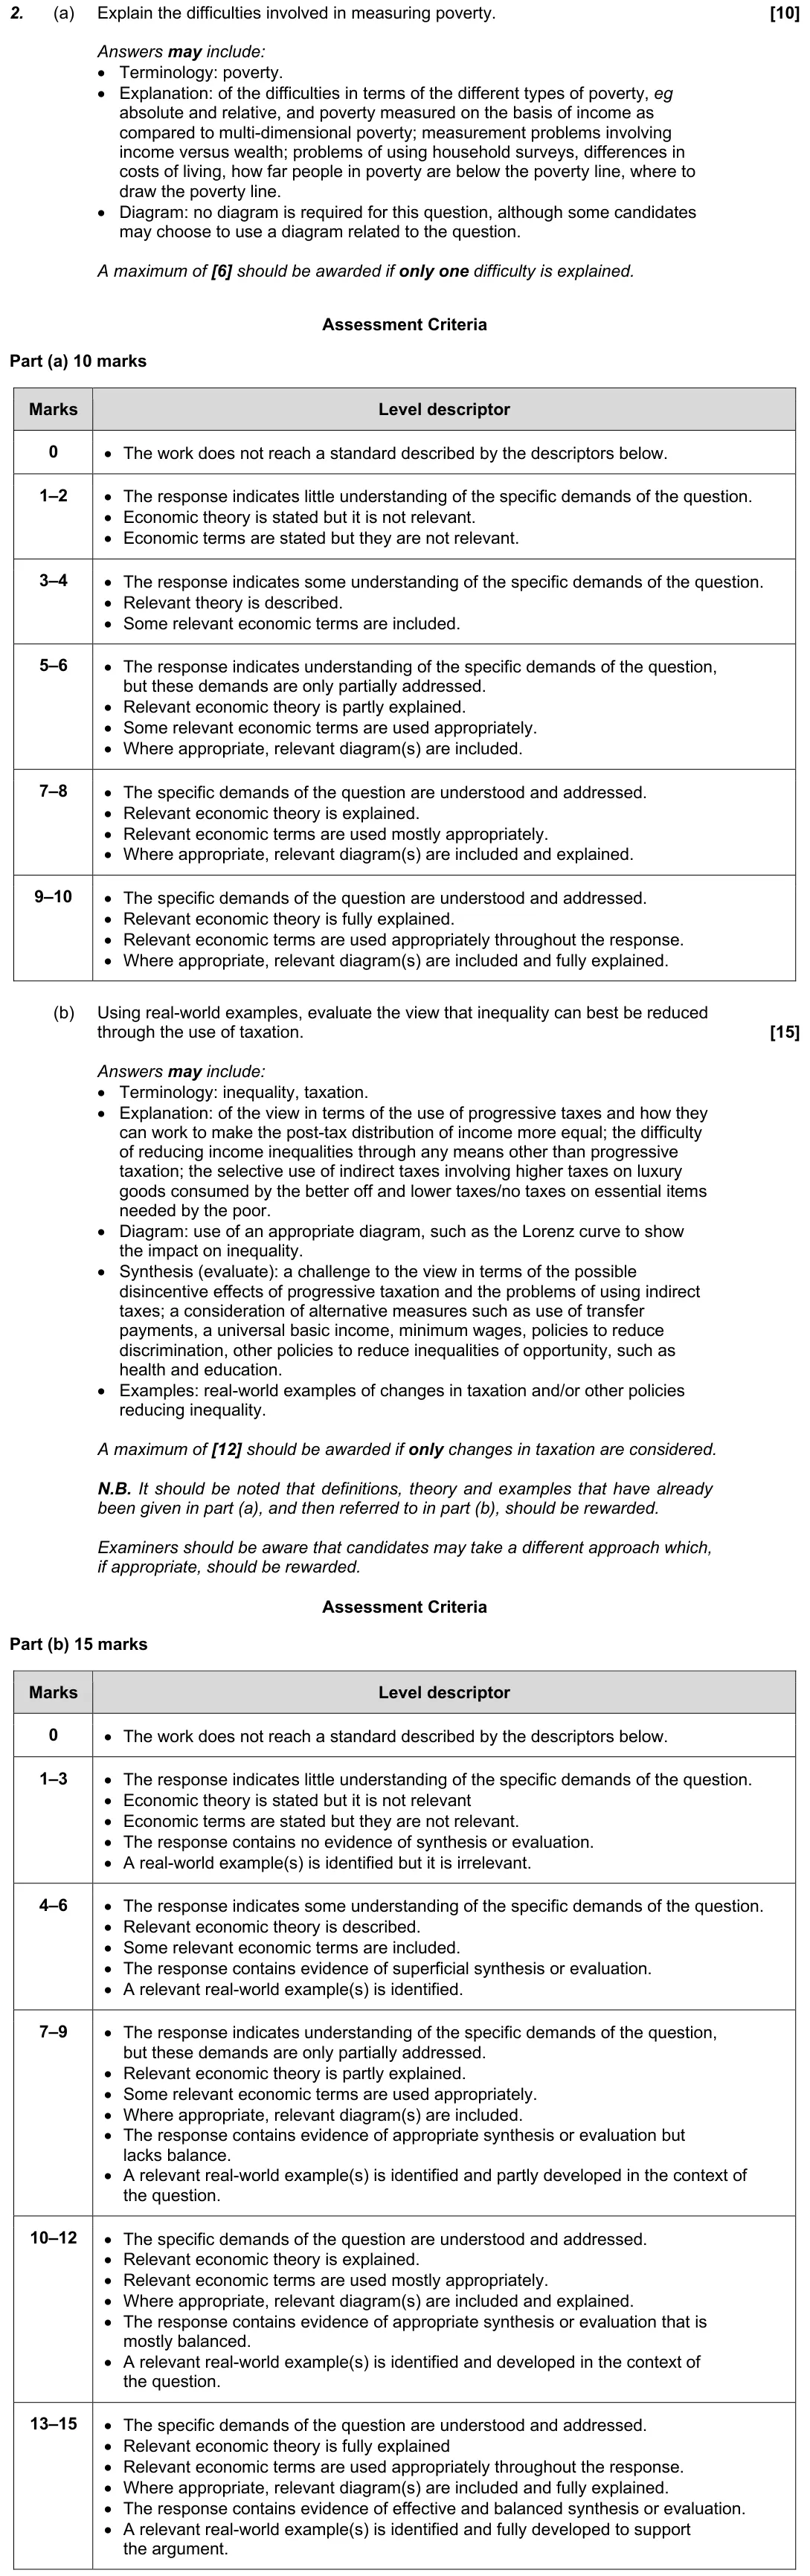 2. (a) Explain the difficulties involved in measuring poverty. [10]
Answers may include:
• Terminology: poverty.
• Explanation: of the difficulties in terms of the different types of poverty, eg
absolute and relative, and poverty measured on the basis of income as
compared to multi-dimensional poverty; measurement problems involving
income versus wealth; problems of using household surveys, differences in
costs of living, how far people in poverty are below the poverty line, where to
draw the poverty line.
• Diagram: no diagram is required for this question, although some candidates
may choose to use a diagram related to the question.
A maximum of [6] should be awarded if only one difficulty is explained.
Assessment Criteria
Part (a) 10 marks
Marks Level descriptor
0 • The work does not reach a standard described by the descriptors below.
1–2 • The response indicates little understanding of the specific demands of the question.
• Economic theory is stated but it is not relevant.
• Economic terms are stated but they are not relevant.
3–4 • The response indicates some understanding of the specific demands of the question.
• Relevant theory is described.
• Some relevant economic terms are included.
5–6 • The response indicates understanding of the specific demands of the question,
but these demands are only partially addressed.
• Relevant economic theory is partly explained.
• Some relevant economic terms are used appropriately.
• Where appropriate, relevant diagram(s) are included.
7–8 • The specific demands of the question are understood and addressed.
• Relevant economic theory is explained.
• Relevant economic terms are used mostly appropriately.
• Where appropriate, relevant diagram(s) are included and explained.
9–10 • The specific demands of the question are understood and addressed.
• Relevant economic theory is fully explained.
• Relevant economic terms are used appropriately throughout the response.
• Where appropriate, relevant diagram(s) are included and fully explained.
(b) Using real-world examples, evaluate the view that inequality can best be reduced
through the use of taxation. [15]
Answers may include:
• Terminology: inequality, taxation.
• Explanation: of the view in terms of the use of progressive taxes and how they
can work to make the post-tax distribution of income more equal; the difficulty
of reducing income inequalities through any means other than progressive
taxation; the selective use of indirect taxes involving higher taxes on luxury
goods consumed by the better off and lower taxes/no taxes on essential items
needed by the poor.
• Diagram: use of an appropriate diagram, such as the Lorenz curve to show
the impact on inequality.
• Synthesis (evaluate): a challenge to the view in terms of the possible
disincentive effects of progressive taxation and the problems of using indirect
taxes; a consideration of alternative measures such as use of transfer
payments, a universal basic income, minimum wages, policies to reduce
discrimination, other policies to reduce inequalities of opportunity, such as
health and education.
• Examples: real-world examples of changes in taxation and/or other policies
reducing inequality.
A maximum of [12] should be awarded if only changes in taxation are considered.
N.B. It should be noted that definitions, theory and examples that have already
been given in part (a), and then referred to in part (b), should be rewarded.
Examiners should be aware that candidates may take a different approach which,
if appropriate, should be rewarded.
Assessment Criteria
Part (b) 15 marks
Marks Level descriptor
0 • The work does not reach a standard described by the descriptors below.
1–3 • The response indicates little understanding of the specific demands of the question.
• Economic theory is stated but it is not relevant
• Economic terms are stated but they are not relevant.
• The response contains no evidence of synthesis or evaluation.
• A real-world example(s) is identified but it is irrelevant.
4–6 • The response indicates some understanding of the specific demands of the question.
• Relevant economic theory is described.
• Some relevant economic terms are included.
• The response contains evidence of superficial synthesis or evaluation.
• A relevant real-world example(s) is identified.
7–9 • The response indicates understanding of the specific demands of the question,
but these demands are only partially addressed.
• Relevant economic theory is partly explained.
• Some relevant economic terms are used appropriately.
• Where appropriate, relevant diagram(s) are included.
• The response contains evidence of appropriate synthesis or evaluation but
lacks balance.
• A relevant real-world example(s) is identified and partly developed in the context of
the question.
10–12 • The specific demands of the question are understood and addressed.
• Relevant economic theory is explained.
• Relevant economic terms are used mostly appropriately.
• Where appropriate, relevant diagram(s) are included and explained.
• The response contains evidence of appropriate synthesis or evaluation that is
mostly balanced.
• A relevant real-world example(s) is identified and developed in the context of
the question.
13–15 • The specific demands of the question are understood and addressed.
• Relevant economic theory is fully explained
• Relevant economic terms are used appropriately throughout the response.
• Where appropriate, relevant diagram(s) are included and fully explained.
• The response contains evidence of effective and balanced synthesis or evaluation.
• A relevant real-world example(s) is identified and fully developed to support
the argument.